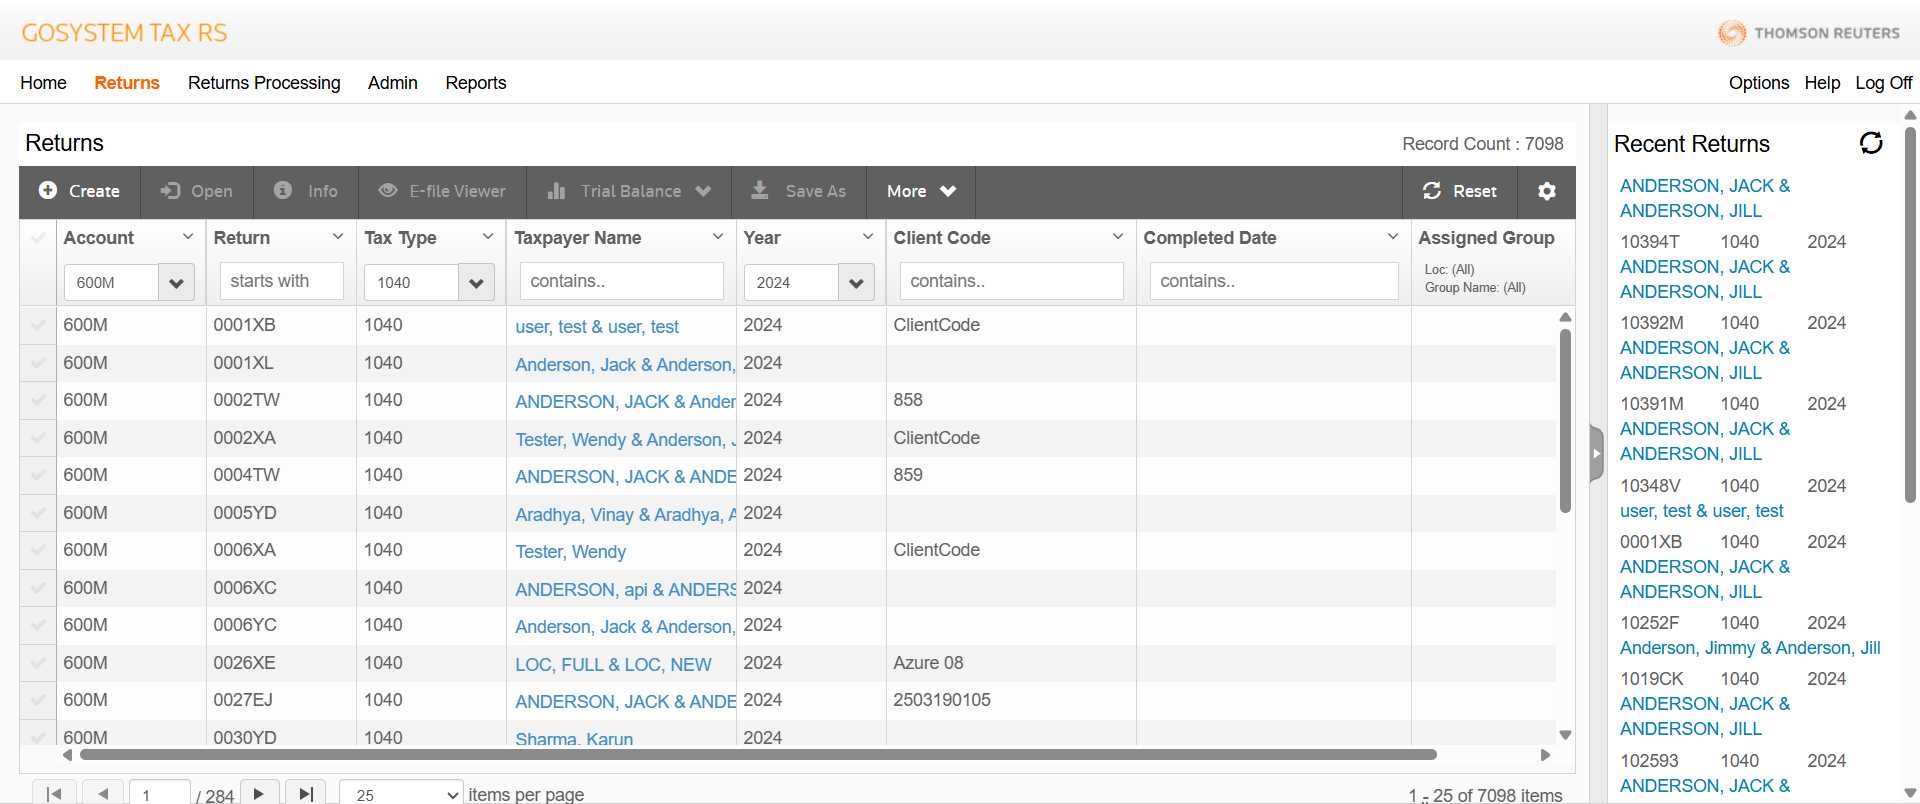 GOSYSTEM TAX RS
THOMSON REUTERS
Home Returns Returns Processing Admin Reports Options Help Log Off
Returns
Record Count : 7098
Create Open Info E-file Viewer Trial Balance Save As More Reset
Account Return Tax Type Taxpayer Name Year Client Code Completed Date Assigned Group
600M starts with 1040 contains.. 2024 contains.. contains.. Loc: (All)
Group Name: (All)
600M 0001XB 1040 user, test & user, test 2024 ClientCode
600M 0001XL 1040 Anderson, Jack & Anderson, 2024
600M 0002TW 1040 ANDERSON, JACK & Ander 2024 858
600M 0002XA 1040 Tester, Wendy & Anderson, 2024 ClientCode
600M 0004TW 1040 ANDERSON, JACK & ANDE 2024 859
600M 0005YD 1040 Aradhya, Vinay & Aradhya, A 2024
600M 0006XA 1040 Tester, Wendy 2024 ClientCode
600M 0006XC 1040 ANDERSON, api & ANDERS 2024
600M 0006YC 1040 Anderson, Jack & Anderson, 2024
600M 0026XE 1040 LOC, FULL & LOC, NEW 2024 Azure 08
600M 0027EJ 1040 ANDERSON, JACK & ANDE 2024 2503190105
600M 0030YD 1040 Sharma, Karun 2024
1 / 284 25 items per page 1 - 25 of 7098 items
Recent Returns
ANDERSON, JACK &
ANDERSON, JILL
10394T 1040 2024
ANDERSON, JACK &
ANDERSON, JILL
10392M 1040 2024
ANDERSON, JACK &
ANDERSON, JILL
10391M 1040 2024
ANDERSON, JACK &
ANDERSON, JILL
10348V 1040 2024
user, test & user, test
0001XB 1040 2024
ANDERSON, JACK &
ANDERSON, JILL
10252F 1040 2024
Anderson, Jimmy & Anderson, Jill
1019CK 1040 2024
ANDERSON, JACK &
ANDERSON, JILL
102593 1040 2024
ANDERSON, JACK &